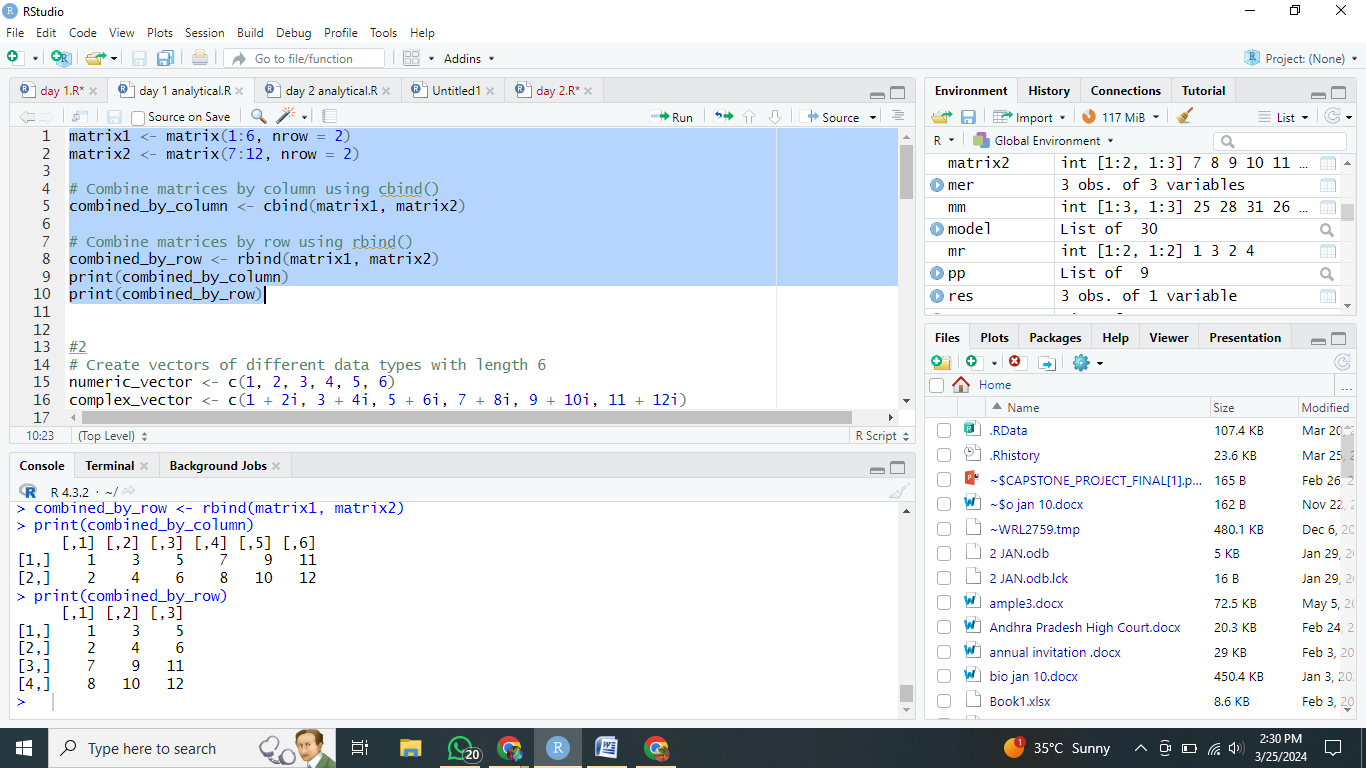 RStudio
File Edit Code View Plots Session Build Debug Profile Tools Help
Go to file/function Addins Project: (None)
day 1.R* day 1 analytical.R day 2 analytical.R Untitled1 day 2.R*
Source on Save Run Source
1 matrix1 <- matrix(1:6, nrow = 2)
2 matrix2 <- matrix(7:12, nrow = 2)
3
4 # Combine matrices by column using cbind()
5 combined_by_column <- cbind(matrix1, matrix2)
6
7 # Combine matrices by row using rbind()
8 combined_by_row <- rbind(matrix1, matrix2)
9 print(combined_by_column)
10 print(combined_by_row)
11
12
13 #2
14 # Create vectors of different data types with length 6
15 numeric_vector <- c(1, 2, 3, 4, 5, 6)
16 complex_vector <- c(1 + 2i, 3 + 4i, 5 + 6i, 7 + 8i, 9 + 10i, 11 + 12i)
17
10:23 (Top Level) R Script
Console Terminal Background Jobs
R 4.3.2 · ~/
> combined_by_row <- rbind(matrix1, matrix2)
> print(combined_by_column)
[,1] [,2] [,3] [,4] [,5] [,6]
[1,] 1 3 5 7 9 11
[2,] 2 4 6 8 10 12
> print(combined_by_row)
[,1] [,2] [,3]
[1,] 1 3 5
[2,] 2 4 6
[3,] 7 9 11
[4,] 8 10 12
>
Environment History Connections Tutorial
Import 117 MiB List
R Global Environment
matrix2 int [1:2, 1:3] 7 8 9 10 11 …
mer 3 obs. of 3 variables
mm int [1:3, 1:3] 25 28 31 26 …
model List of 30
mr int [1:2, 1:2] 1 3 2 4
pp List of 9
res 3 obs. of 1 variable
Files Plots Packages Help Viewer Presentation
Home ...
Name Size Modified
.RData 107.4 KB Mar 20,
.Rhistory 23.6 KB Mar 25,
~$CAPSTONE_PROJECT_FINAL[1].p... 165 B Feb 26,
~$o jan 10.docx 162 B Nov 22,
~WRL2759.tmp 480.1 KB Dec 6,
2 JAN.odb 5 KB Jan 29,
2 JAN.odb.lck 16 B Jan 29,
ample3.docx 72.5 KB May 5,
Andhra Pradesh High Court.docx 20.3 KB Feb 24,
annual invitation .docx 29 KB Feb 3,
bio jan 10.docx 450.4 KB Jan 3,
Book1.xlsx 8.6 KB Feb 3,
Type here to search 20 1 35°C Sunny 2:30 PM
3/25/2024